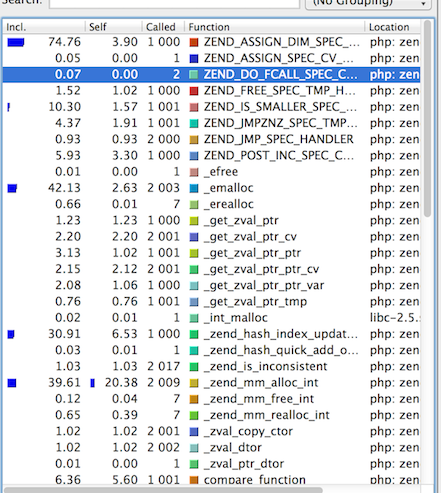 Search: (No Grouping)
Incl. Self Called Function Location
74.76 3.90 1 000 ZEND_ASSIGN_DIM_SPEC_... php: zen
0.05 0.00 1 ZEND_ASSIGN_SPEC_CV_... php: zen
0.07 0.00 2 ZEND_DO_FCALL_SPEC_C... php: zen
1.52 1.02 1 000 ZEND_FREE_SPEC_TMP_H... php: zen
10.30 1.57 1 001 ZEND_IS_SMALLER_SPEC_... php: zen
4.37 1.91 1 001 ZEND_JMPZNZ_SPEC_TMP... php: zen
0.93 0.93 2 000 ZEND_JMP_SPEC_HANDLER php: zen
5.93 3.30 1 000 ZEND_POST_INC_SPEC_C... php: zen
0.01 0.00 1 _efree php: zen
42.13 2.63 2 003 _emalloc php: zen
0.66 0.01 7 _erealloc php: zen
1.23 1.23 1 000 _get_zval_ptr php: zen
2.20 2.20 2 001 _get_zval_ptr_cv php: zen
3.13 1.02 1 001 _get_zval_ptr_ptr php: zen
2.15 2.12 2 001 _get_zval_ptr_ptr_cv php: zen
2.08 1.06 1 000 _get_zval_ptr_ptr_var php: zen
0.76 0.76 1 001 _get_zval_ptr_tmp php: zen
0.02 0.01 1 _int_malloc libc-2.5.
30.91 6.53 1 000 _zend_hash_index_updat... php: zen
0.03 0.01 1 _zend_hash_quick_add_o... php: zen
1.03 1.03 2 017 _zend_is_inconsistent php: zen
39.61 20.38 2 009 _zend_mm_alloc_int php: zen
0.12 0.04 7 _zend_mm_free_int php: zen
0.65 0.39 7 _zend_mm_realloc_int php: zen
1.02 1.02 2 001 _zval_copy_ctor php: zen
1.02 1.02 2 002 _zval_dtor php: zen
0.01 0.00 1 _zval_ptr_dtor php: zen
6.36 5.60 1 001 compare_function php: zen